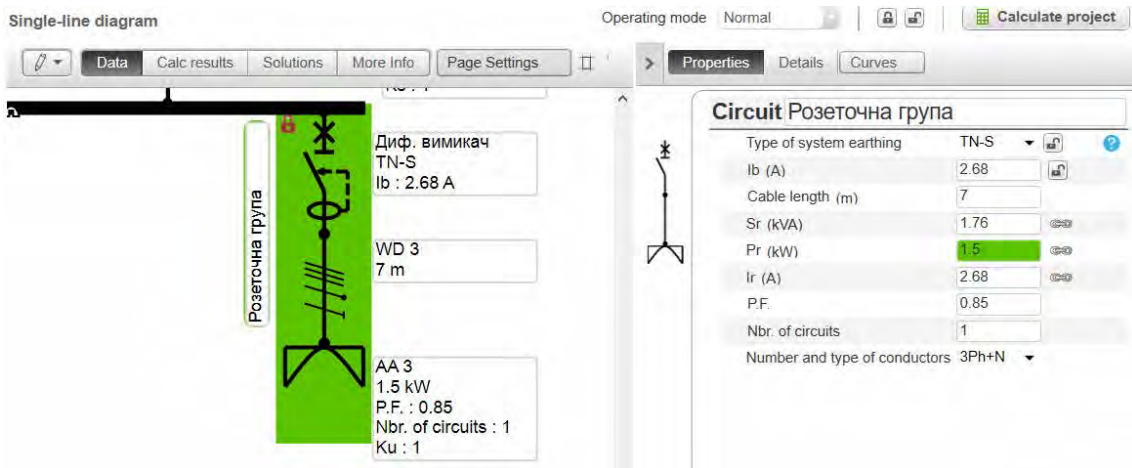 Single-line diagram
Operating mode Normal
Calculate project
Data Calc results Solutions More Info Page Settings
Properties Details Curves
Розеточна група
Диф. вимикач
TN-S
Ib : 2.68 A
WD 3
7 m
AA 3
1.5 kW
P.F. : 0.85
Nbr. of circuits : 1
Ku : 1
Circuit Розеточна група
Type of system earthing TN-S
?
Ib (A) 2.68
Cable length (m) 7
Sr (kVA) 1.76
Pr (kW) 1.5
Ir (A) 2.68
P.F. 0.85
Nbr. of circuits 1
Number and type of conductors 3Ph+N